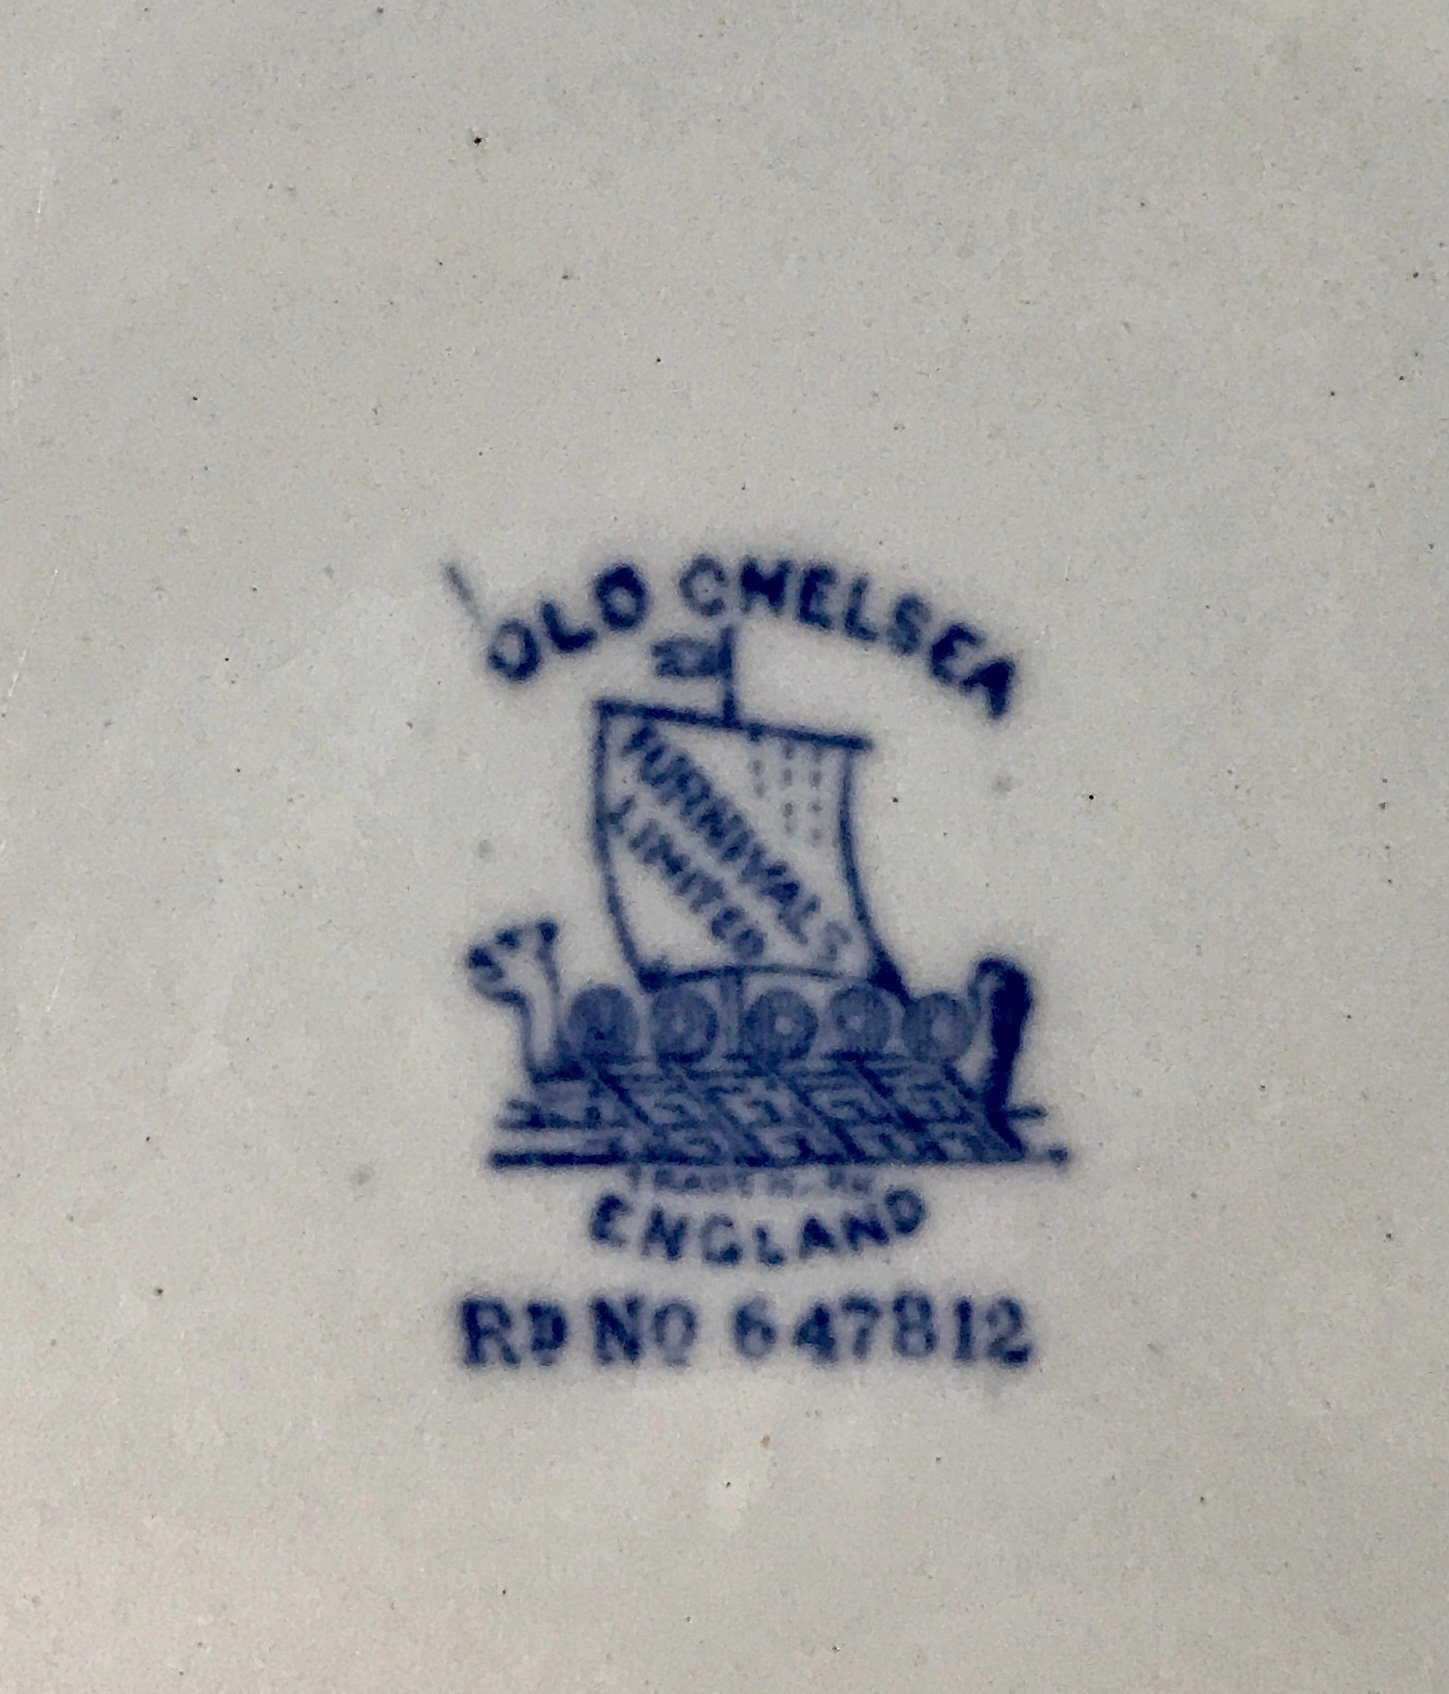 OLD CHELSEA
FURNIVALS
LIMITED
TRADE MARK
ENGLAND
RD NO 647812